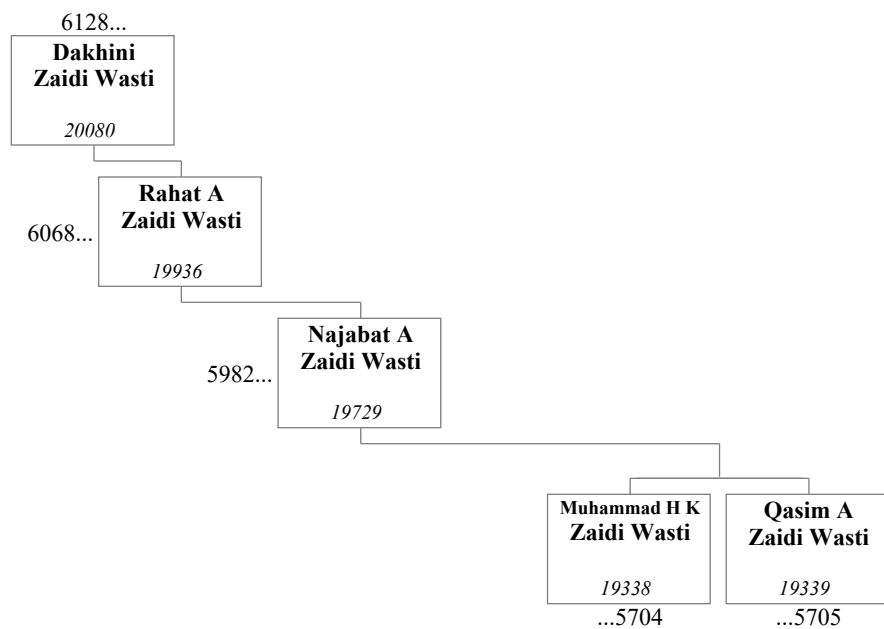 6128...
Dakhini
Zaidi Wasti
20080
Rahat A
Zaidi Wasti
6068...
19936
Najabat A
Zaidi Wasti
5982...
19729
Muhammad H K
Zaidi Wasti
19338
...5704
Qasim A
Zaidi Wasti
19339
...5705